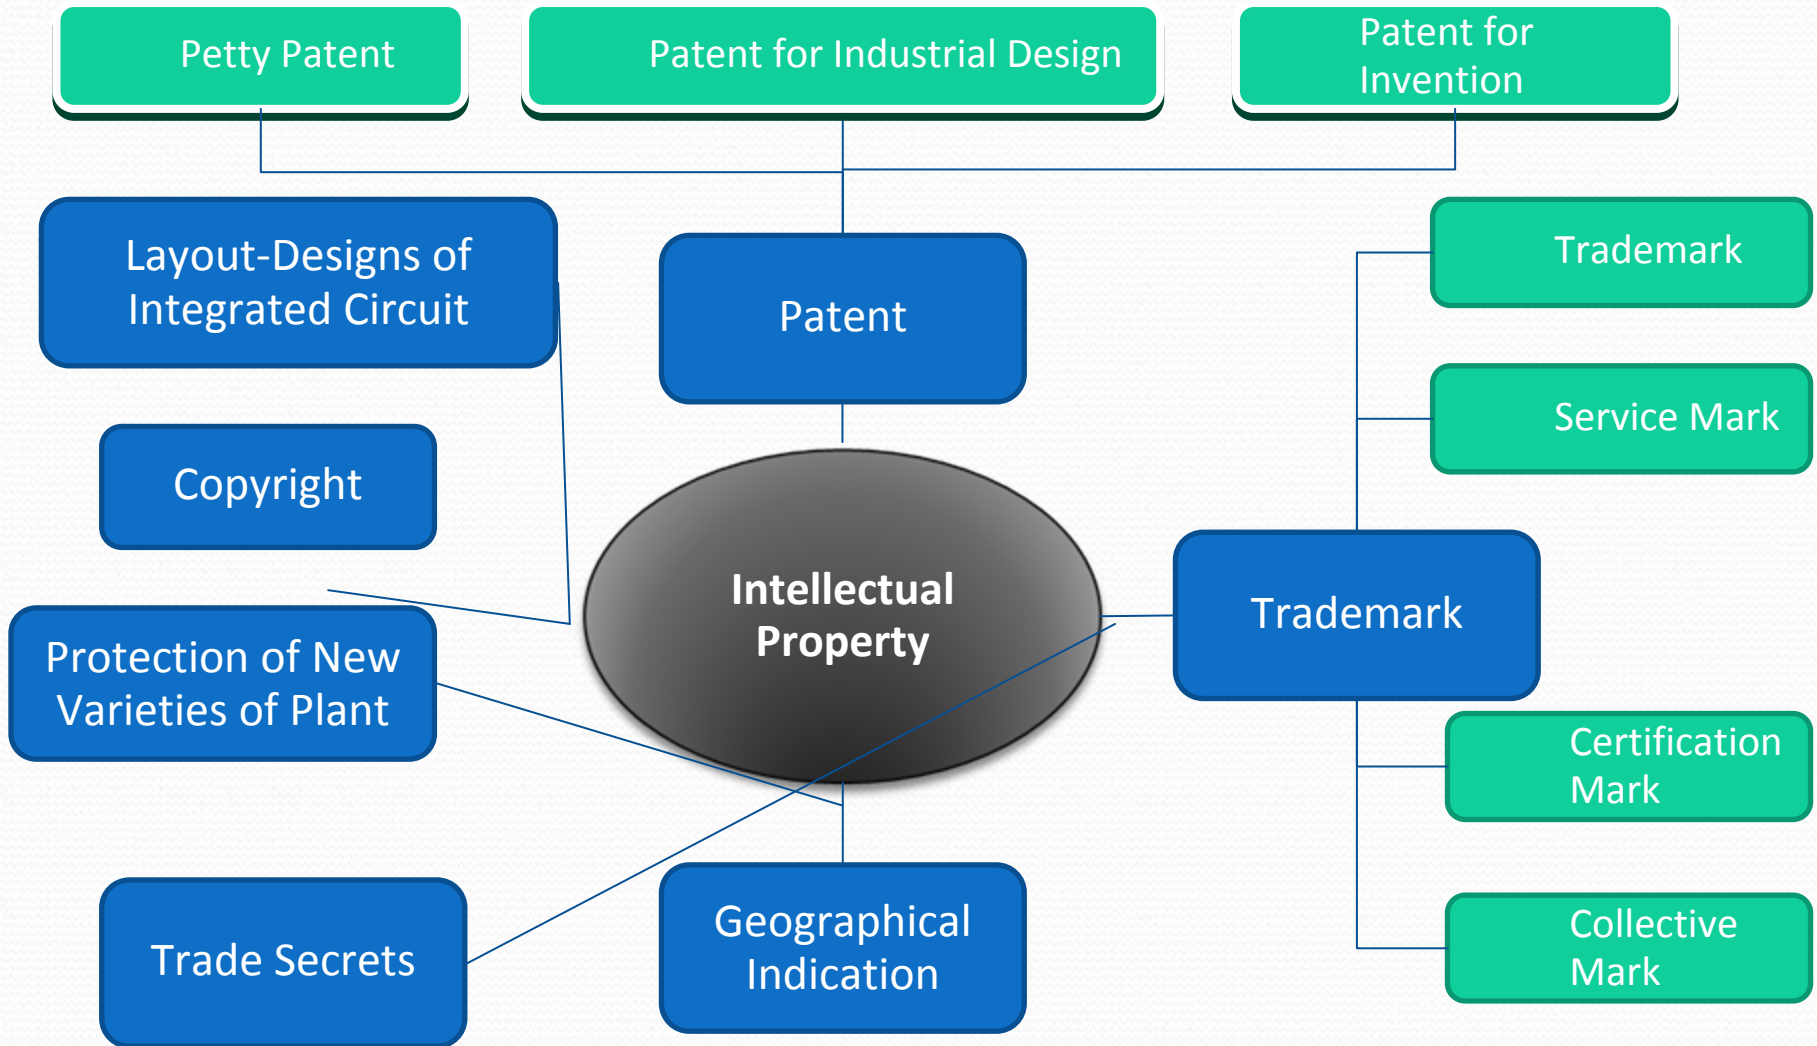 Petty Patent
Patent for Industrial Design
Patent for
Invention
Layout-Designs of
Integrated Circuit
Patent
Trademark
Service Mark
Copyright
Intellectual
Property
Trademark
Protection of New
Varieties of Plant
Certification
Mark
Trade Secrets
Geographical
Indication
Collective
Mark